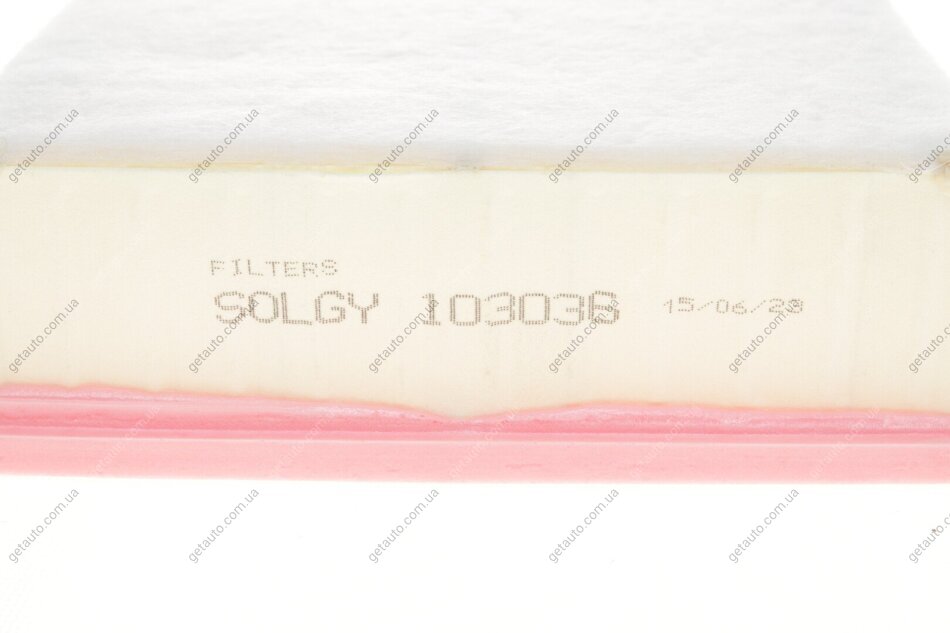 FILTERS
SOLGY 103036 15/06/23
getauto.com.ua